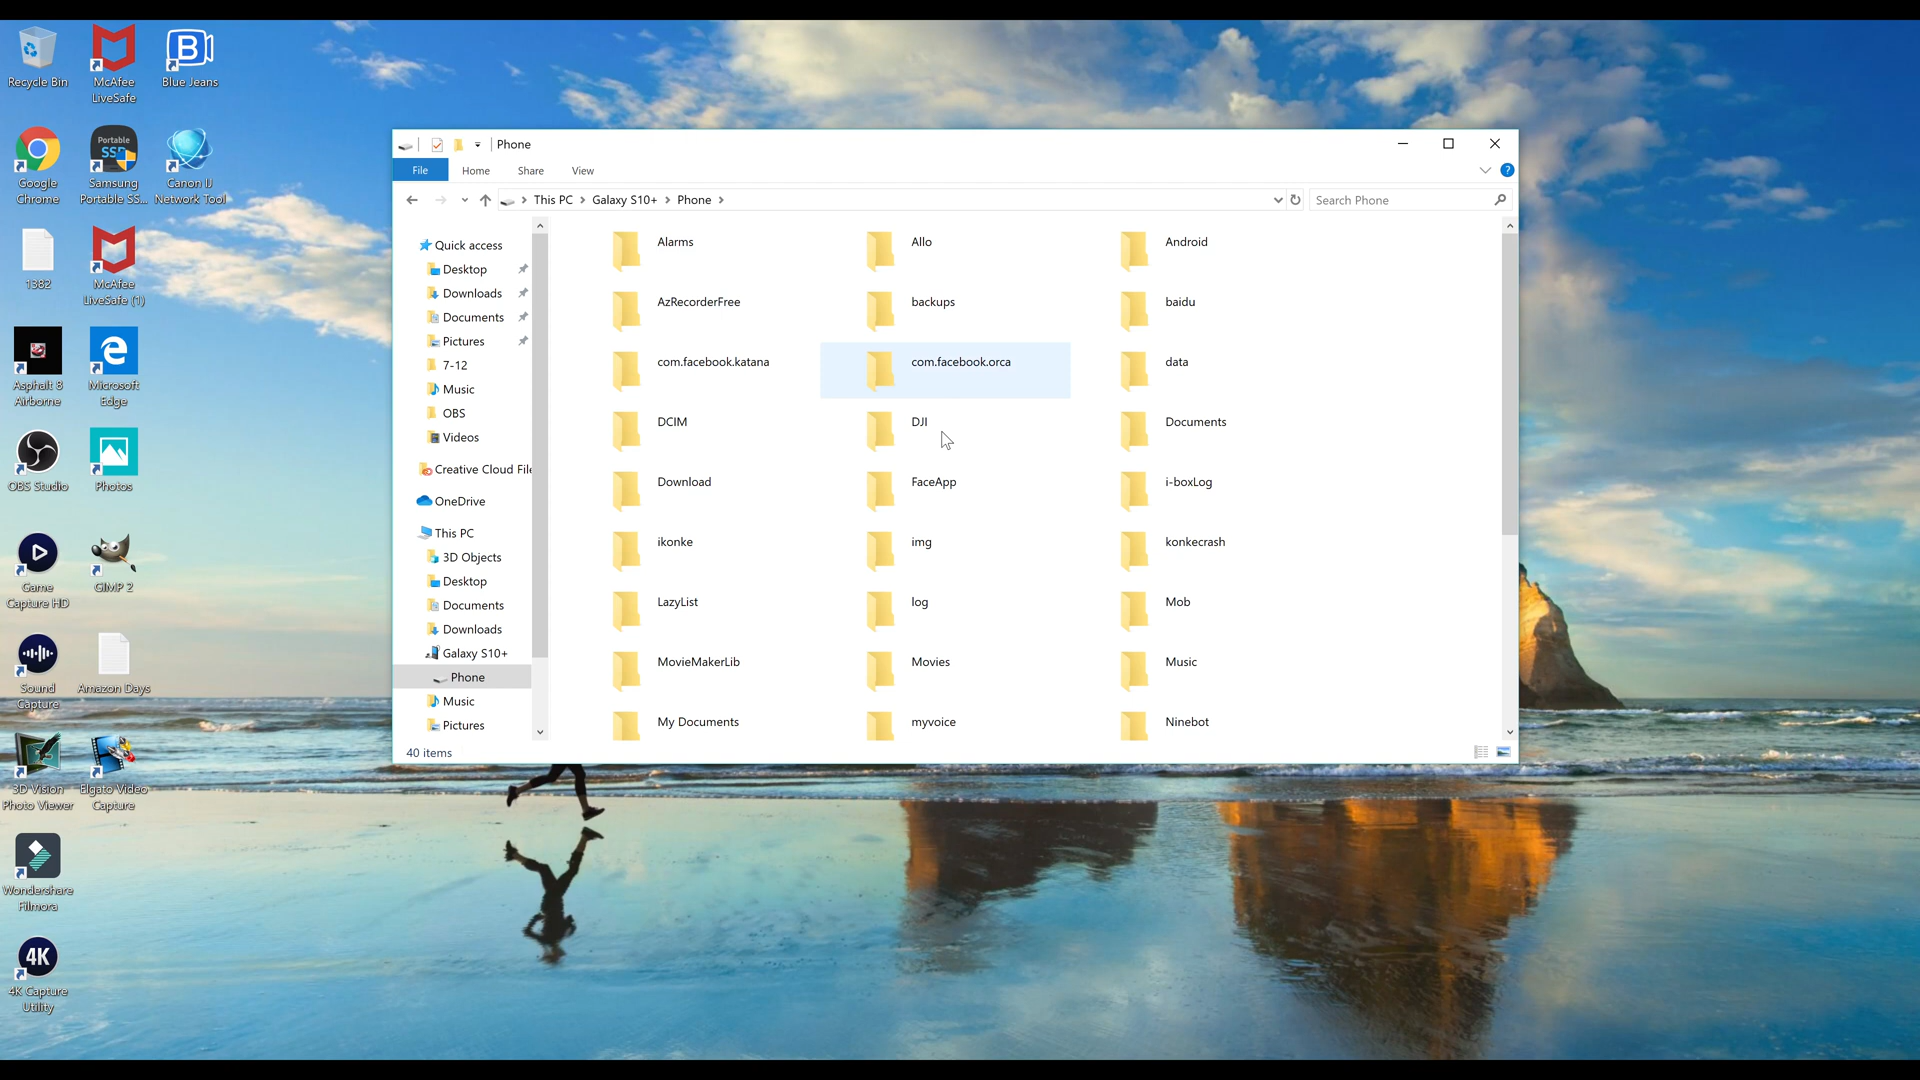 Recycle Bin
McAfee
LiveSafe
Blue Jeans
Google
Chrome
Portable
SSD
Samsung
Portable SS...
Canon IJ
Network Tool
1382
McAfee
LiveSafe (1)
Asphalt 8
Airborne
Microsoft
Edge
OBS Studio
Photos
Game
Capture HD
GIMP 2
Sound
Capture
Amazon Days
3D Vision
Photo Viewer
Elgato Video
Capture
Wondershare
Filmora
4K
4K Capture
Utility
Phone
File
Home
Share
View
This PC
Galaxy S10+
Phone
Search Phone
Quick access
Desktop
Downloads
Documents
Pictures
7-12
Music
OBS
Videos
Creative Cloud File
OneDrive
This PC
3D Objects
Desktop
Documents
Downloads
Galaxy S10+
Phone
Music
Pictures
Alarms
Allo
Android
AzRecorderFree
backups
baidu
com.facebook.katana
com.facebook.orca
data
DCIM
DJI
Documents
Download
FaceApp
i-boxLog
ikonke
img
konkecrash
LazyList
log
Mob
MovieMakerLib
Movies
Music
My Documents
myvoice
Ninebot
40 items